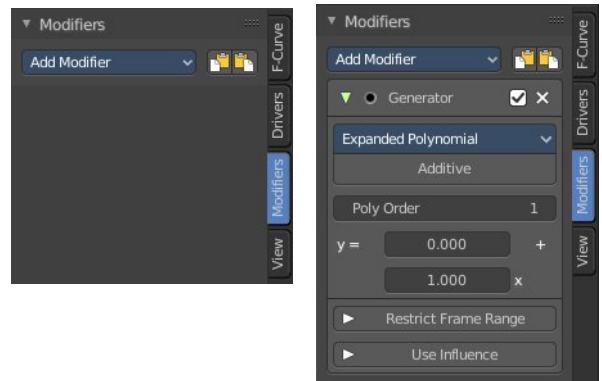 Modifiers
Add Modifier
F-Curve
Drivers
Modifiers
View
Modifiers
Add Modifier
Generator
Expanded Polynomial
Additive
Poly Order 1
y = 0.000 +
1.000 x
Restrict Frame Range
Use Influence
F-Curve
Drivers
Modifiers
View